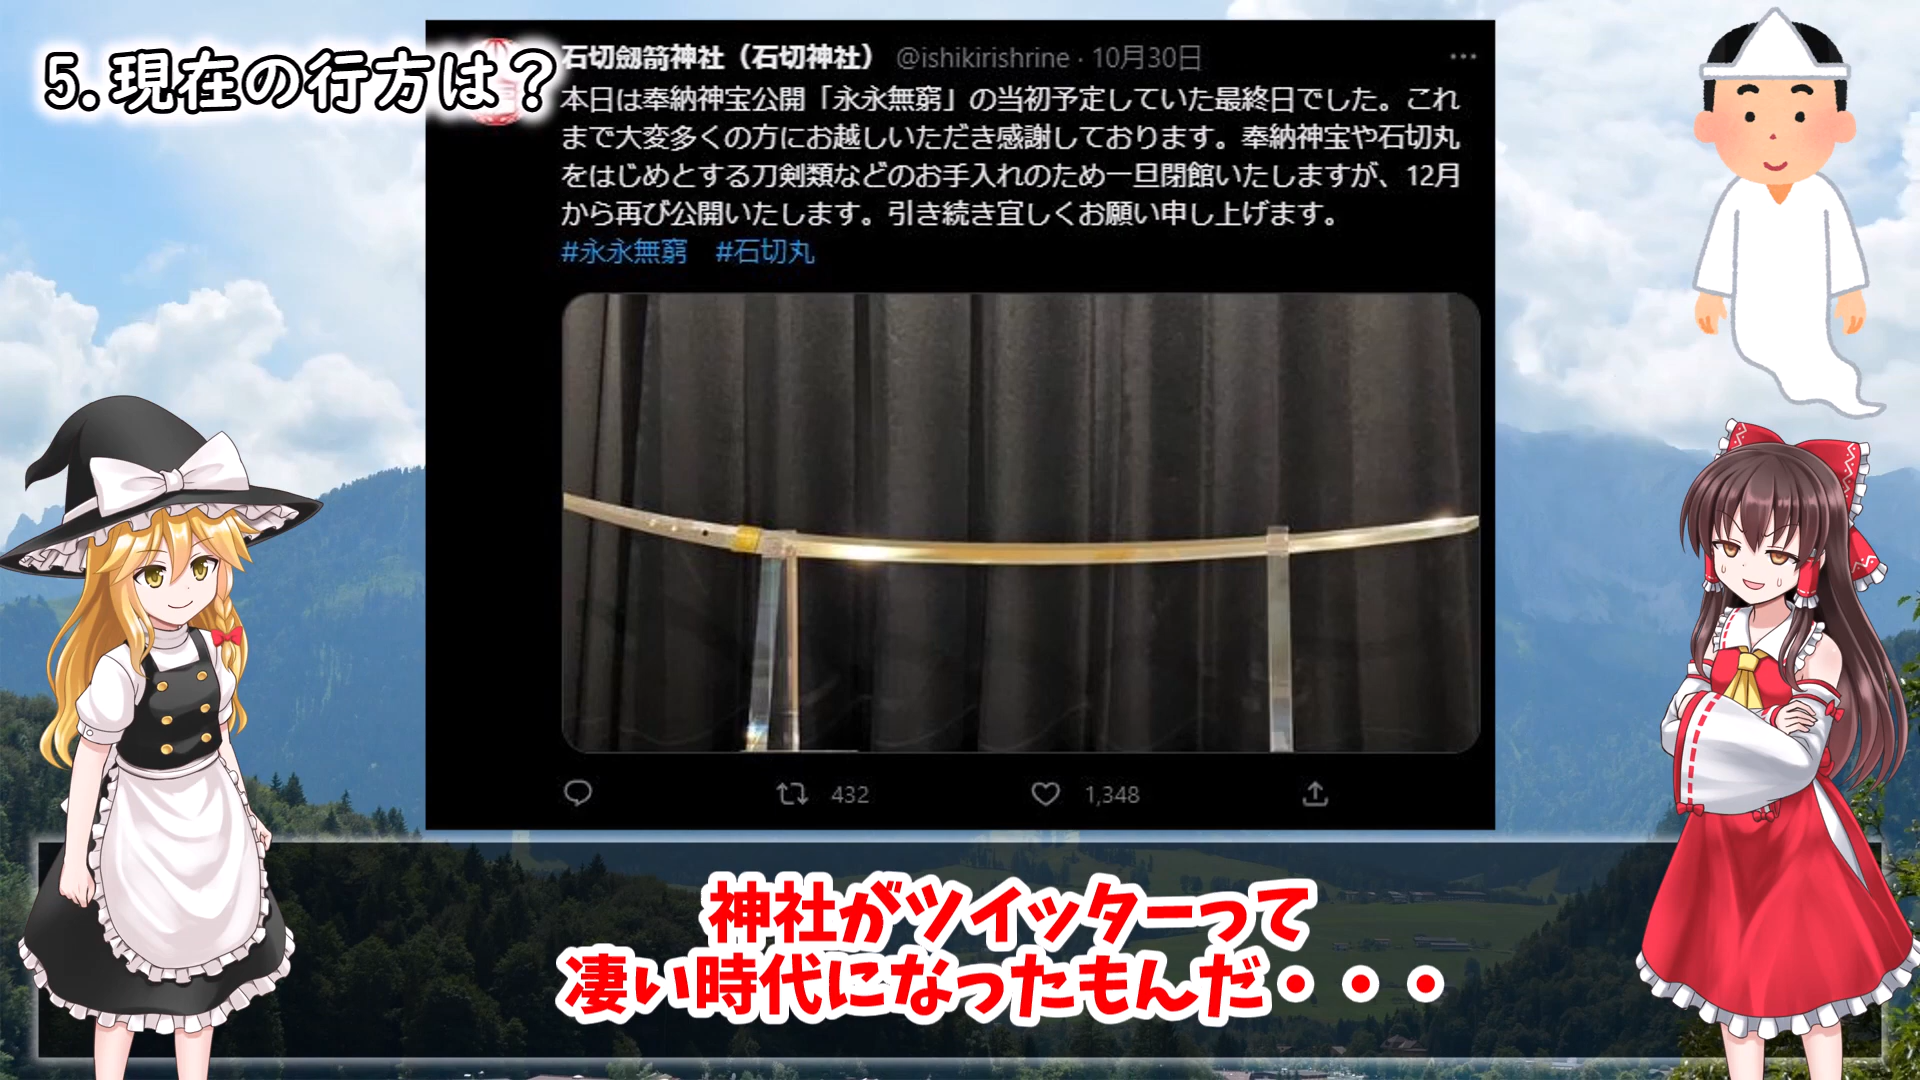 5.現在の行方は？
石切劔箭神社（石切神社） @ishikirishrine · 10月30日
本日は奉納神宝公開「永永無窮」の当初予定していた最終日でした。これ
まで大変多くの方にお越しいただき感謝しております。奉納神宝や石切丸
をはじめとする刀剣類などのお手入れのため一旦閉館いたしますが、12月
から再び公開いたします。引き続き宜しくお願い申し上げます。
#永永無窮 #石切丸
432 1,348
神社がツイッターって
凄い時代になったもんだ・・・